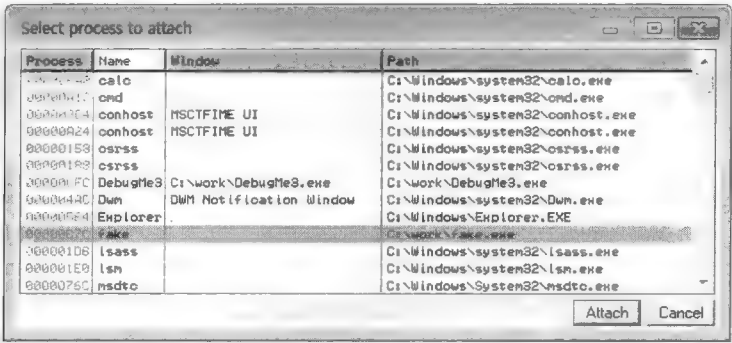 Select process to attach
Process Name Window Path
calc C:\Windows\system32\calc.exe
cmd C:\Windows\system32\cmd.exe
conhost MSCTFIME UI C:\Windows\system32\conhost.exe
00000A24 conhost MSCTFIME UI C:\Windows\system32\conhost.exe
00000158 csrss C:\Windows\system32\csrss.exe
csrss C:\Windows\system32\csrss.exe
DebugMe3 C:\work\DebugMe3.exe C:\work\DebugMe3.exe
000004AC Dwm DWM Notification Window C:\Windows\system32\Dwm.exe
Explorer . C:\Windows\Explorer.EXE
fake C:\work\fake.exe
000001D8 lsass C:\Windows\system32\lsass.exe
000001E0 lsm C:\Windows\system32\lsm.exe
0000076C msdtc C:\Windows\System32\msdtc.exe
Attach Cancel